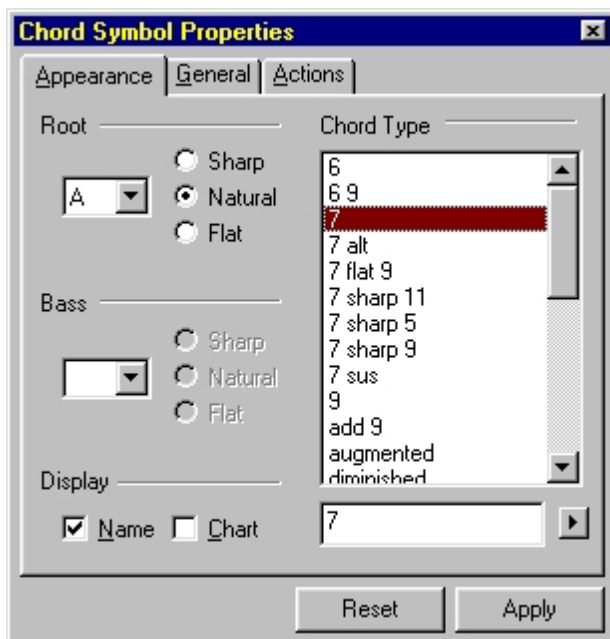 Chord Symbol Properties
Appearance General Actions
Root
A
Sharp
Natural
Flat
Bass
Sharp
Natural
Flat
Display
Name Chart
Chord Type
6
6 9
7
7 alt
7 flat 9
7 sharp 11
7 sharp 5
7 sharp 9
7 sus
9
add 9
augmented
diminished
7
Reset Apply